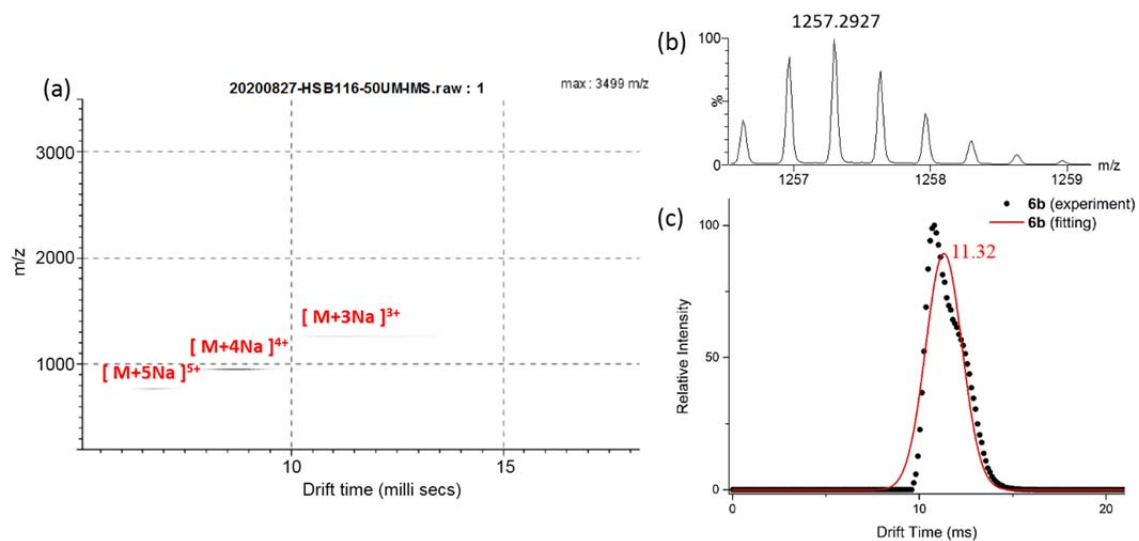 (a)
20200827-HSB116-50UM-IMS.raw : 1
max : 3499 m/z
3000
2000
1000
m/z
[ M+3Na ]3+
[ M+4Na ]4+
[ M+5Na ]5+
10
15
Drift time (milli secs)
(b)
1257.2927
100
%
0
1257
1258
1259
m/z
(c)
6b (experiment)
6b (fitting)
11.32
100
50
0
Relative Intensity
0
10
20
Drift Time (ms)